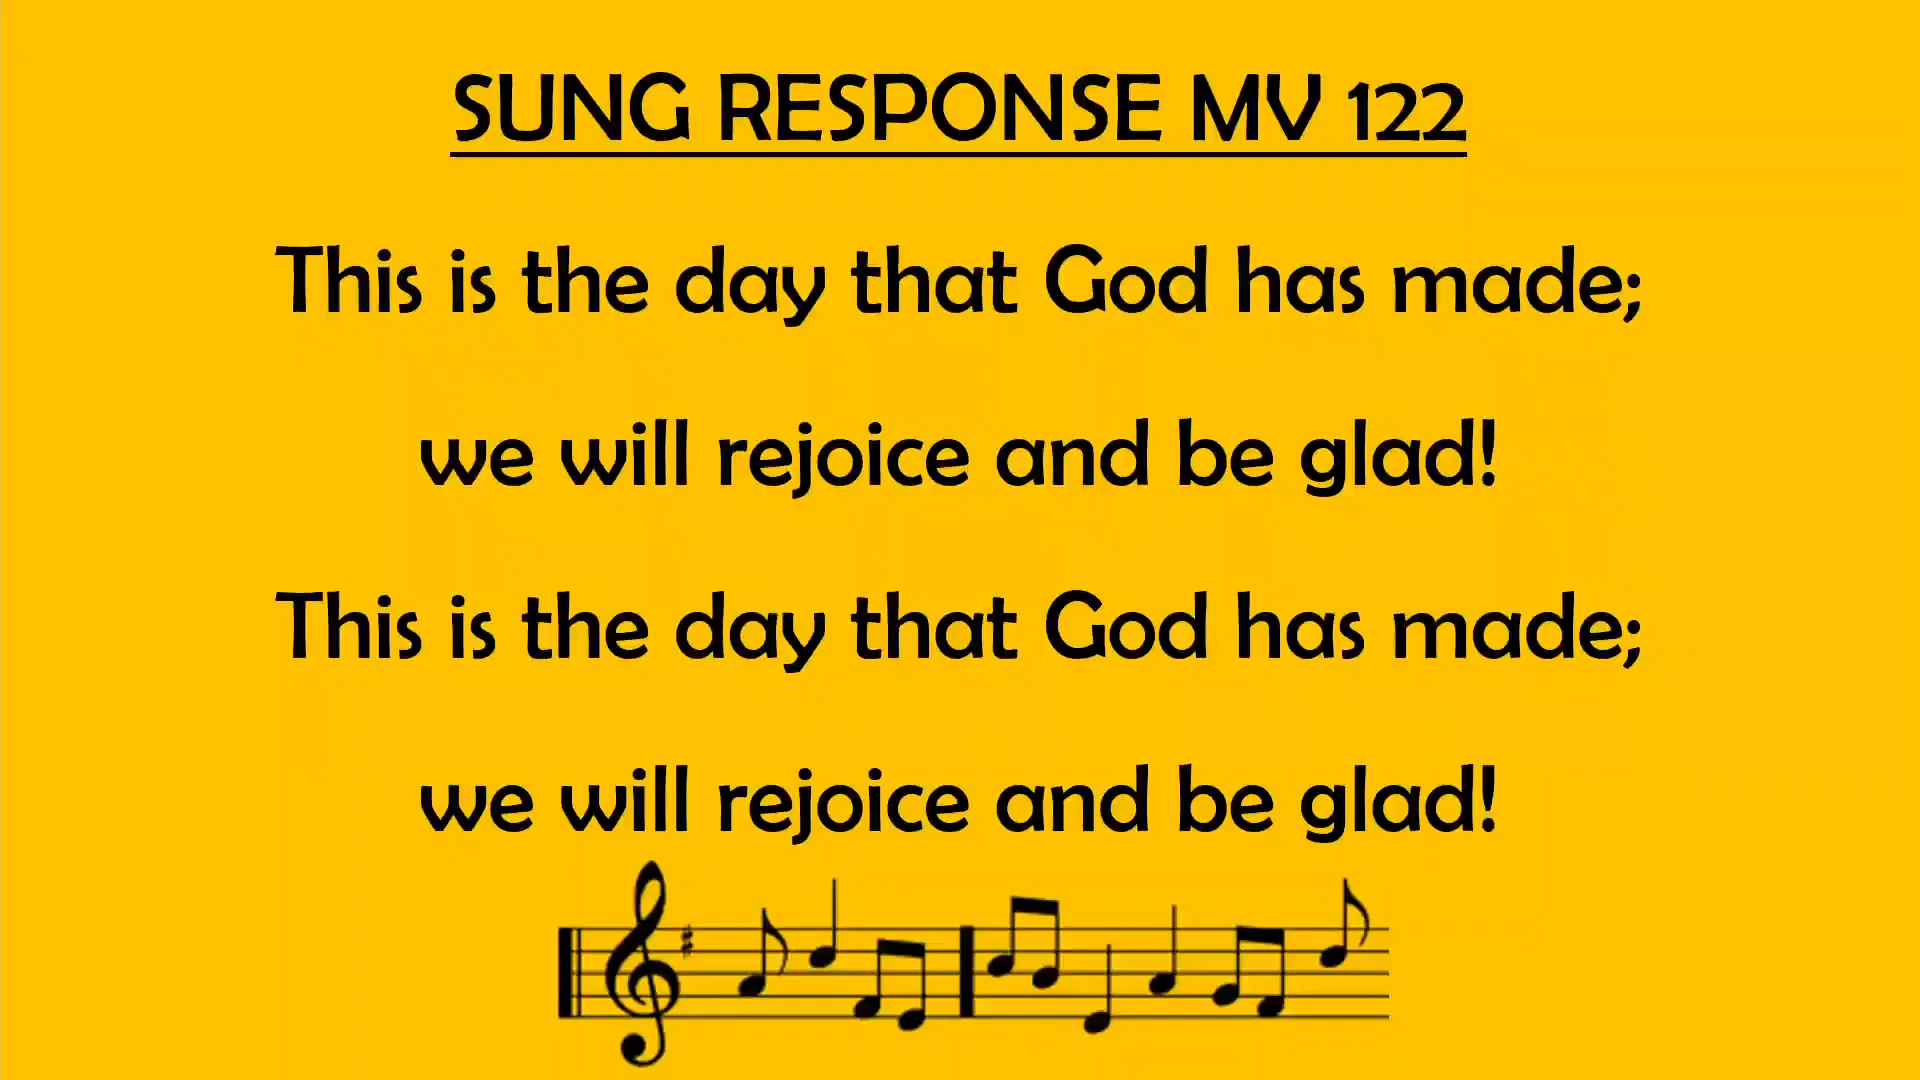 SUNG RESPONSE MV 122
This is the day that God has made;
we will rejoice and be glad!
This is the day that God has made;
we will rejoice and be glad!